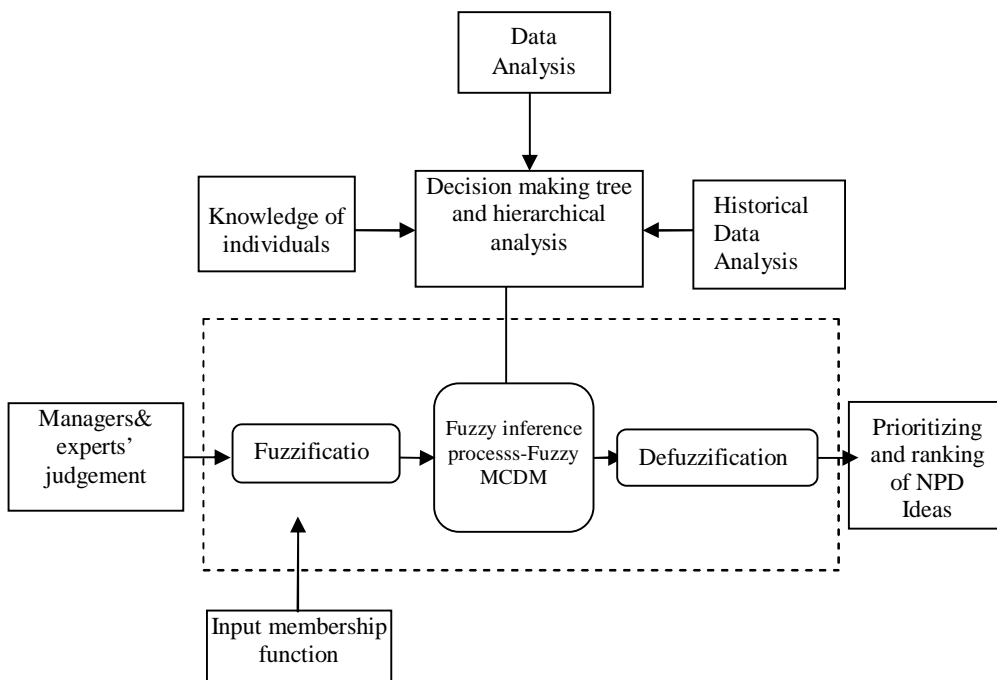 Data
Analysis
Knowledge of
individuals
Decision making tree
and hierarchical
analysis
Historical
Data
Analysis
Managers&
experts’
judgement
Fuzzificatio
Fuzzy inference
processs-Fuzzy
MCDM
Defuzzification
Prioritizing
and ranking
of NPD
Ideas
Input membership
function